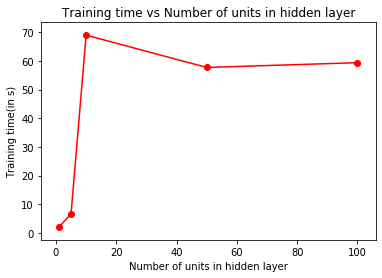 Training time vs Number of units in hidden layer
Training time(in s)
70
60
50
40
30
20
10
0
0 20 40 60 80 100
Number of units in hidden layer